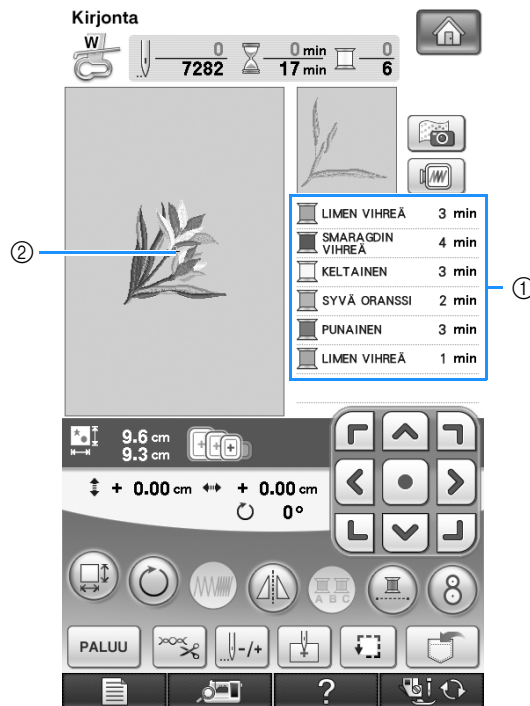 Kirjonta
W
0 0 min 0
7282 17 min 6
LIMEN VIHREÄ 3 min
SMARAGDIN
VIHREÄ 4 min
KELTAINEN 3 min
SYVÄ ORANSSI 2 min
PUNAINEN 3 min
LIMEN VIHREÄ 1 min
②
①
9.6 cm
9.3 cm
+ 0.00 cm + 0.00 cm
0°
A B C
8
PALUU
-/+
?